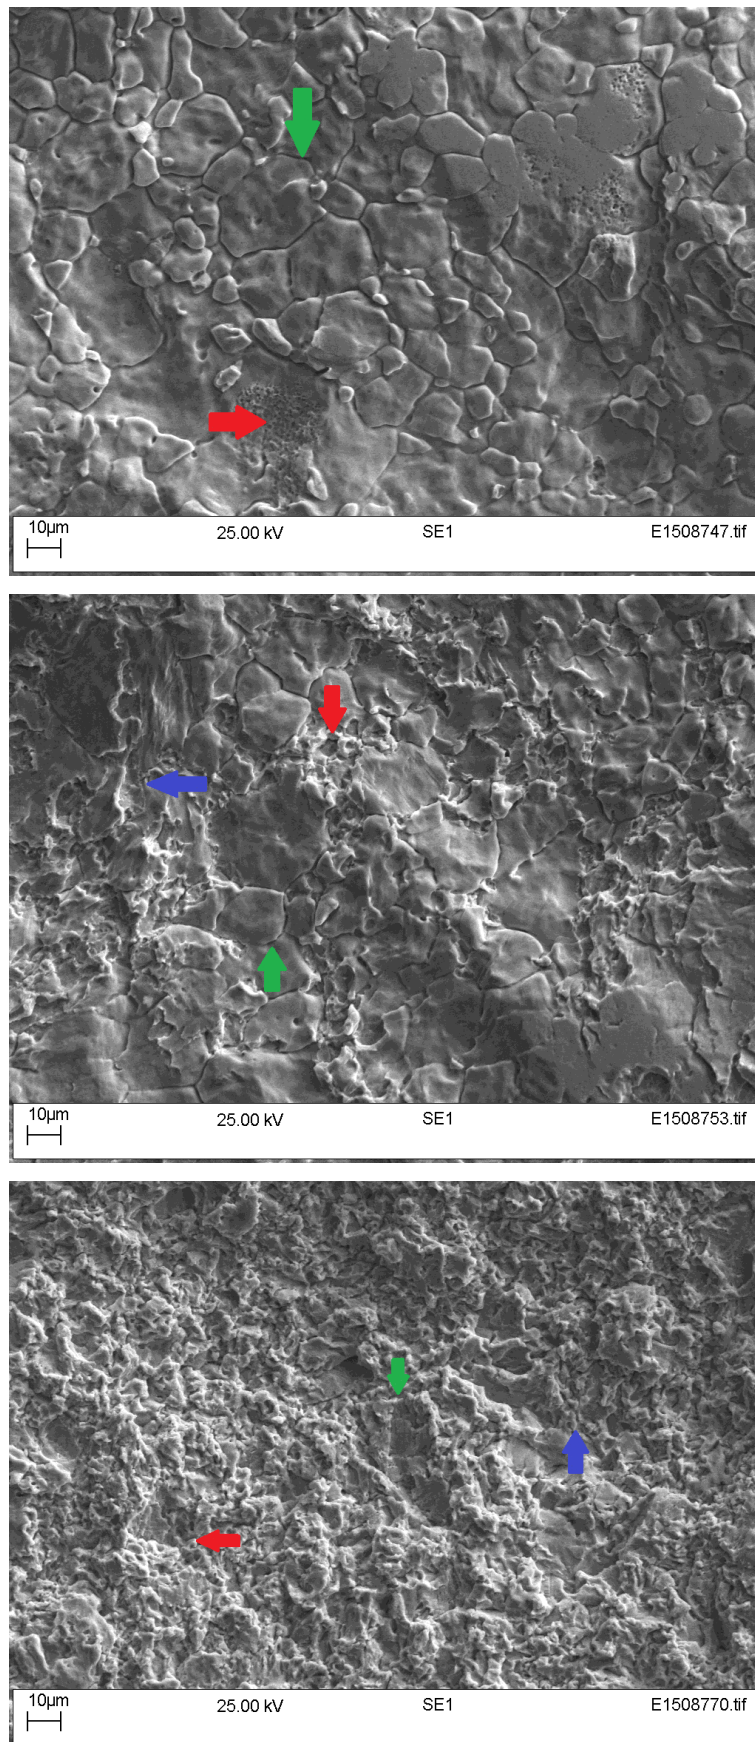 10µm 25.00 kV SE1 E1508747.tif
10µm 25.00 kV SE1 E1508753.tif
10µm 25.00 kV SE1 E1508770.tif